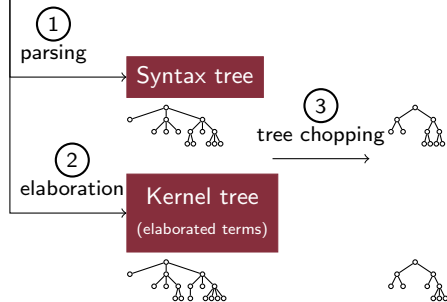 1
parsing
Syntax tree
3
tree chopping
2
elaboration
Kernel tree
(elaborated terms)